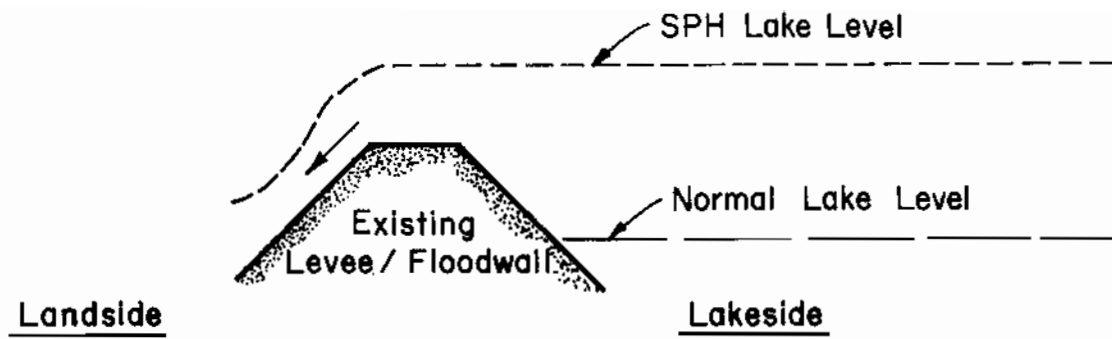 SPH Lake Level
Normal Lake Level
Existing
Levee / Floodwall
Landside
Lakeside